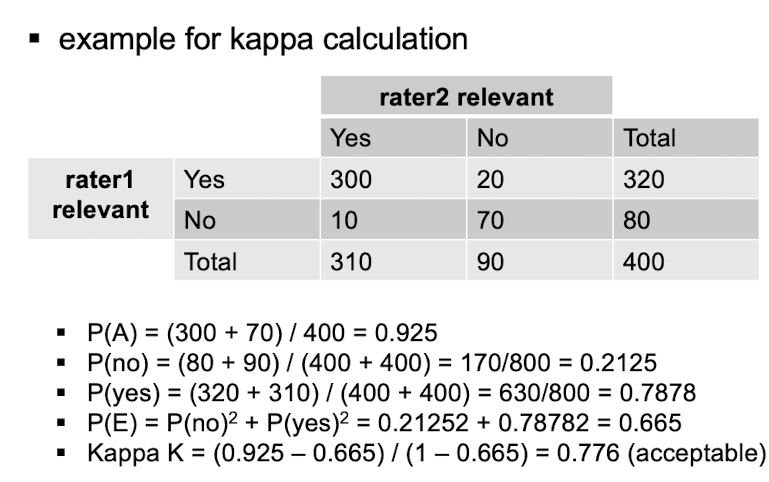 ▪ example for kappa calculation
rater2 relevant
Yes No Total
rater1 relevant Yes 300 20 320
No 10 70 80
Total 310 90 400
▪ P(A) = (300 + 70) / 400 = 0.925
▪ P(no) = (80 + 90) / (400 + 400) = 170/800 = 0.2125
▪ P(yes) = (320 + 310) / (400 + 400) = 630/800 = 0.7878
▪ P(E) = P(no)² + P(yes)² = 0.21252 + 0.78782 = 0.665
▪ Kappa K = (0.925 – 0.665) / (1 – 0.665) = 0.776 (acceptable)